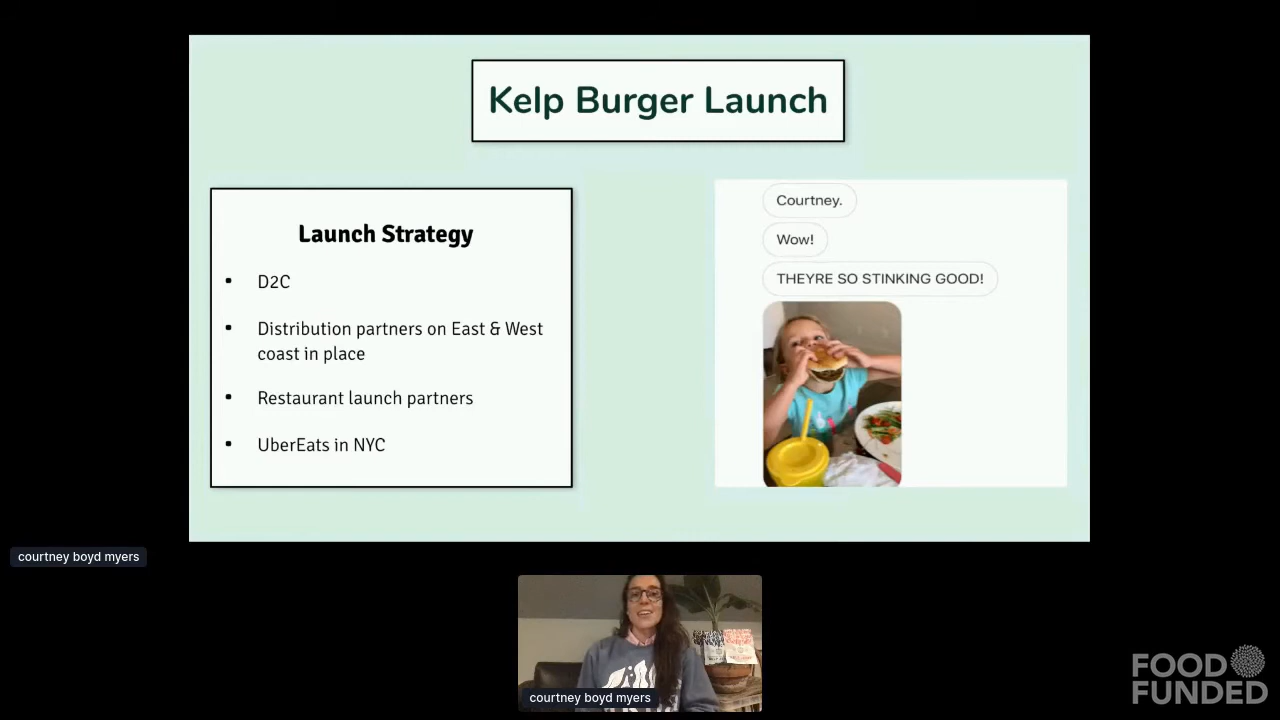 Kelp Burger Launch
Launch Strategy
D2C
Distribution partners on East & West
coast in place
Restaurant launch partners
UberEats in NYC
Courtney.
Wow!
THEYRE SO STINKING GOOD!
courtney boyd myers
courtney boyd myers
FOOD
FUNDED